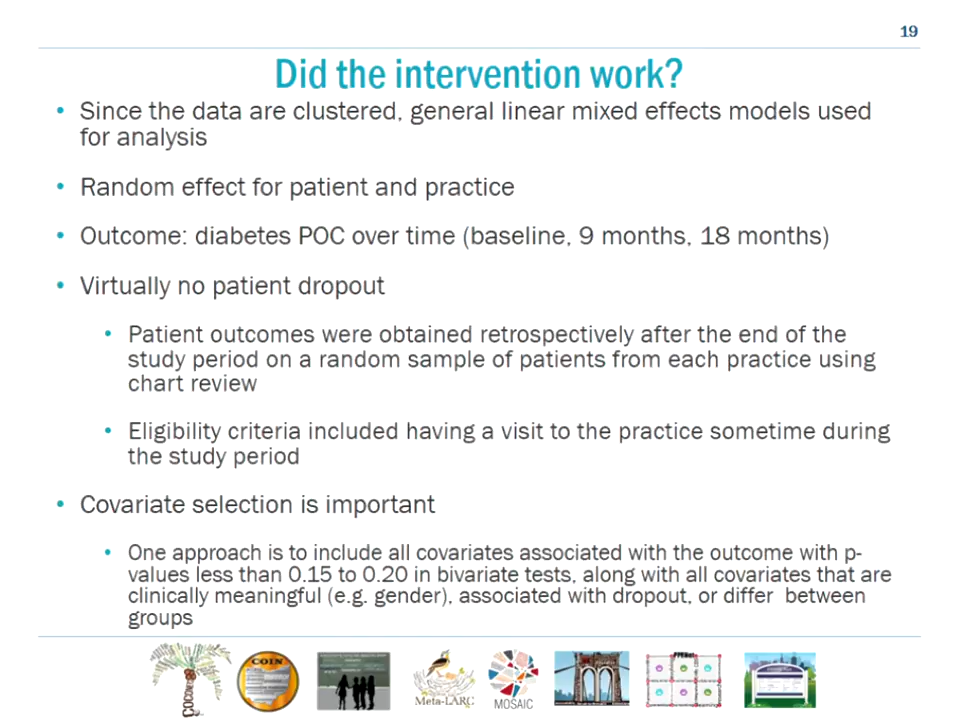 19
Did the intervention work?
• Since the data are clustered, general linear mixed effects models used
for analysis
• Random effect for patient and practice
• Outcome: diabetes POC over time (baseline, 9 months, 18 months)
• Virtually no patient dropout
• Patient outcomes were obtained retrospectively after the end of the
study period on a random sample of patients from each practice using
chart review
• Eligibility criteria included having a visit to the practice sometime during
the study period
• Covariate selection is important
• One approach is to include all covariates associated with the outcome with p-
values less than 0.15 to 0.20 in bivariate tests, along with all covariates that are
clinically meaningful (e.g. gender), associated with dropout, or differ between
groups
COIN
Meta-LARC
MOSAIC